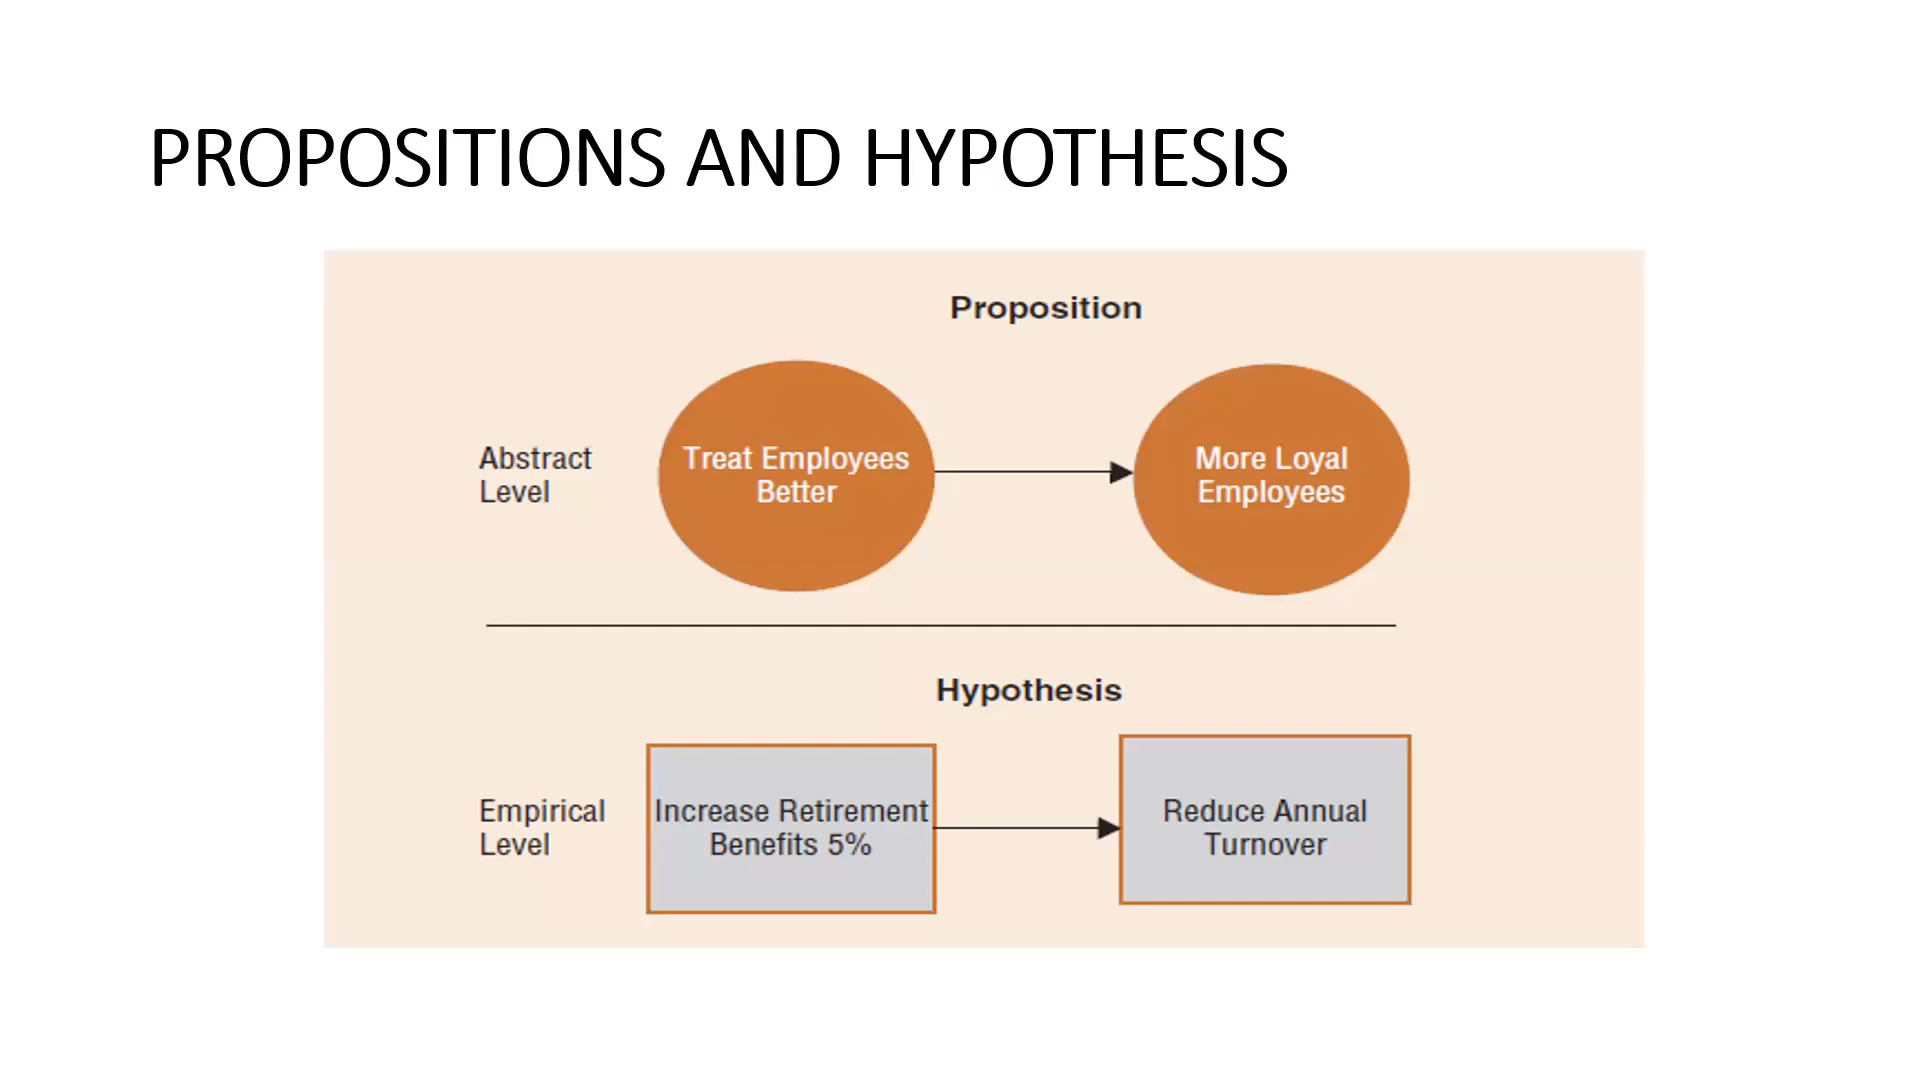 PROPOSITIONS AND HYPOTHESIS
Proposition
Abstract
Level
Treat Employees
Better
More Loyal
Employees
Hypothesis
Empirical
Level
Increase Retirement
Benefits 5%
Reduce Annual
Turnover